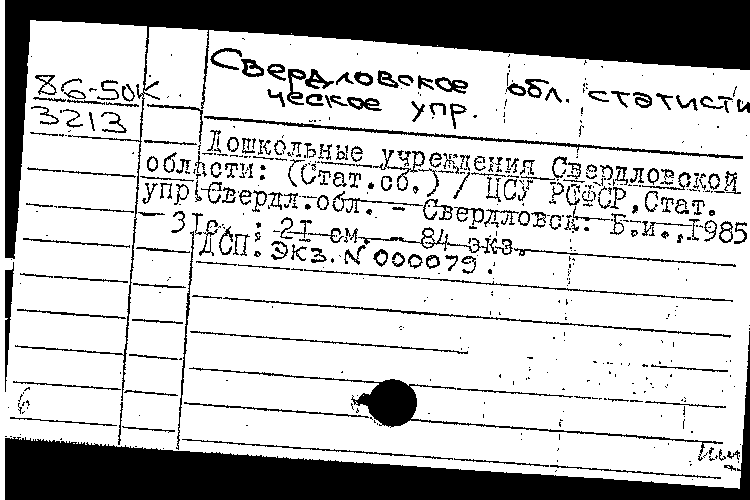 Свердловское обл. статисти
ческое упр.
86-50К
3213
Дошкольные учреждения Свердловской
области: (Стат.сб.) / ЦСУ РСФСР,Стат.
упр.Свердл.обл. - Свердловск: Б.и.,1985
- 31с. ; 21 см. - 84 экз.
ДСП. Экз. N 000079.
6